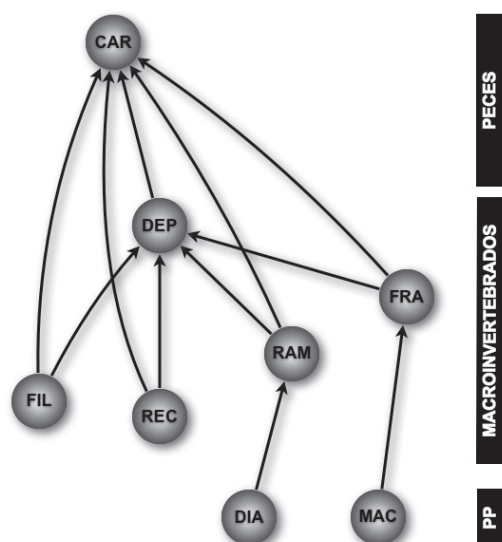 CAR
PECES
DEP
MACROINVERTEBRADOS
FRA
RAM
FIL
REC
DIA
MAC
PP